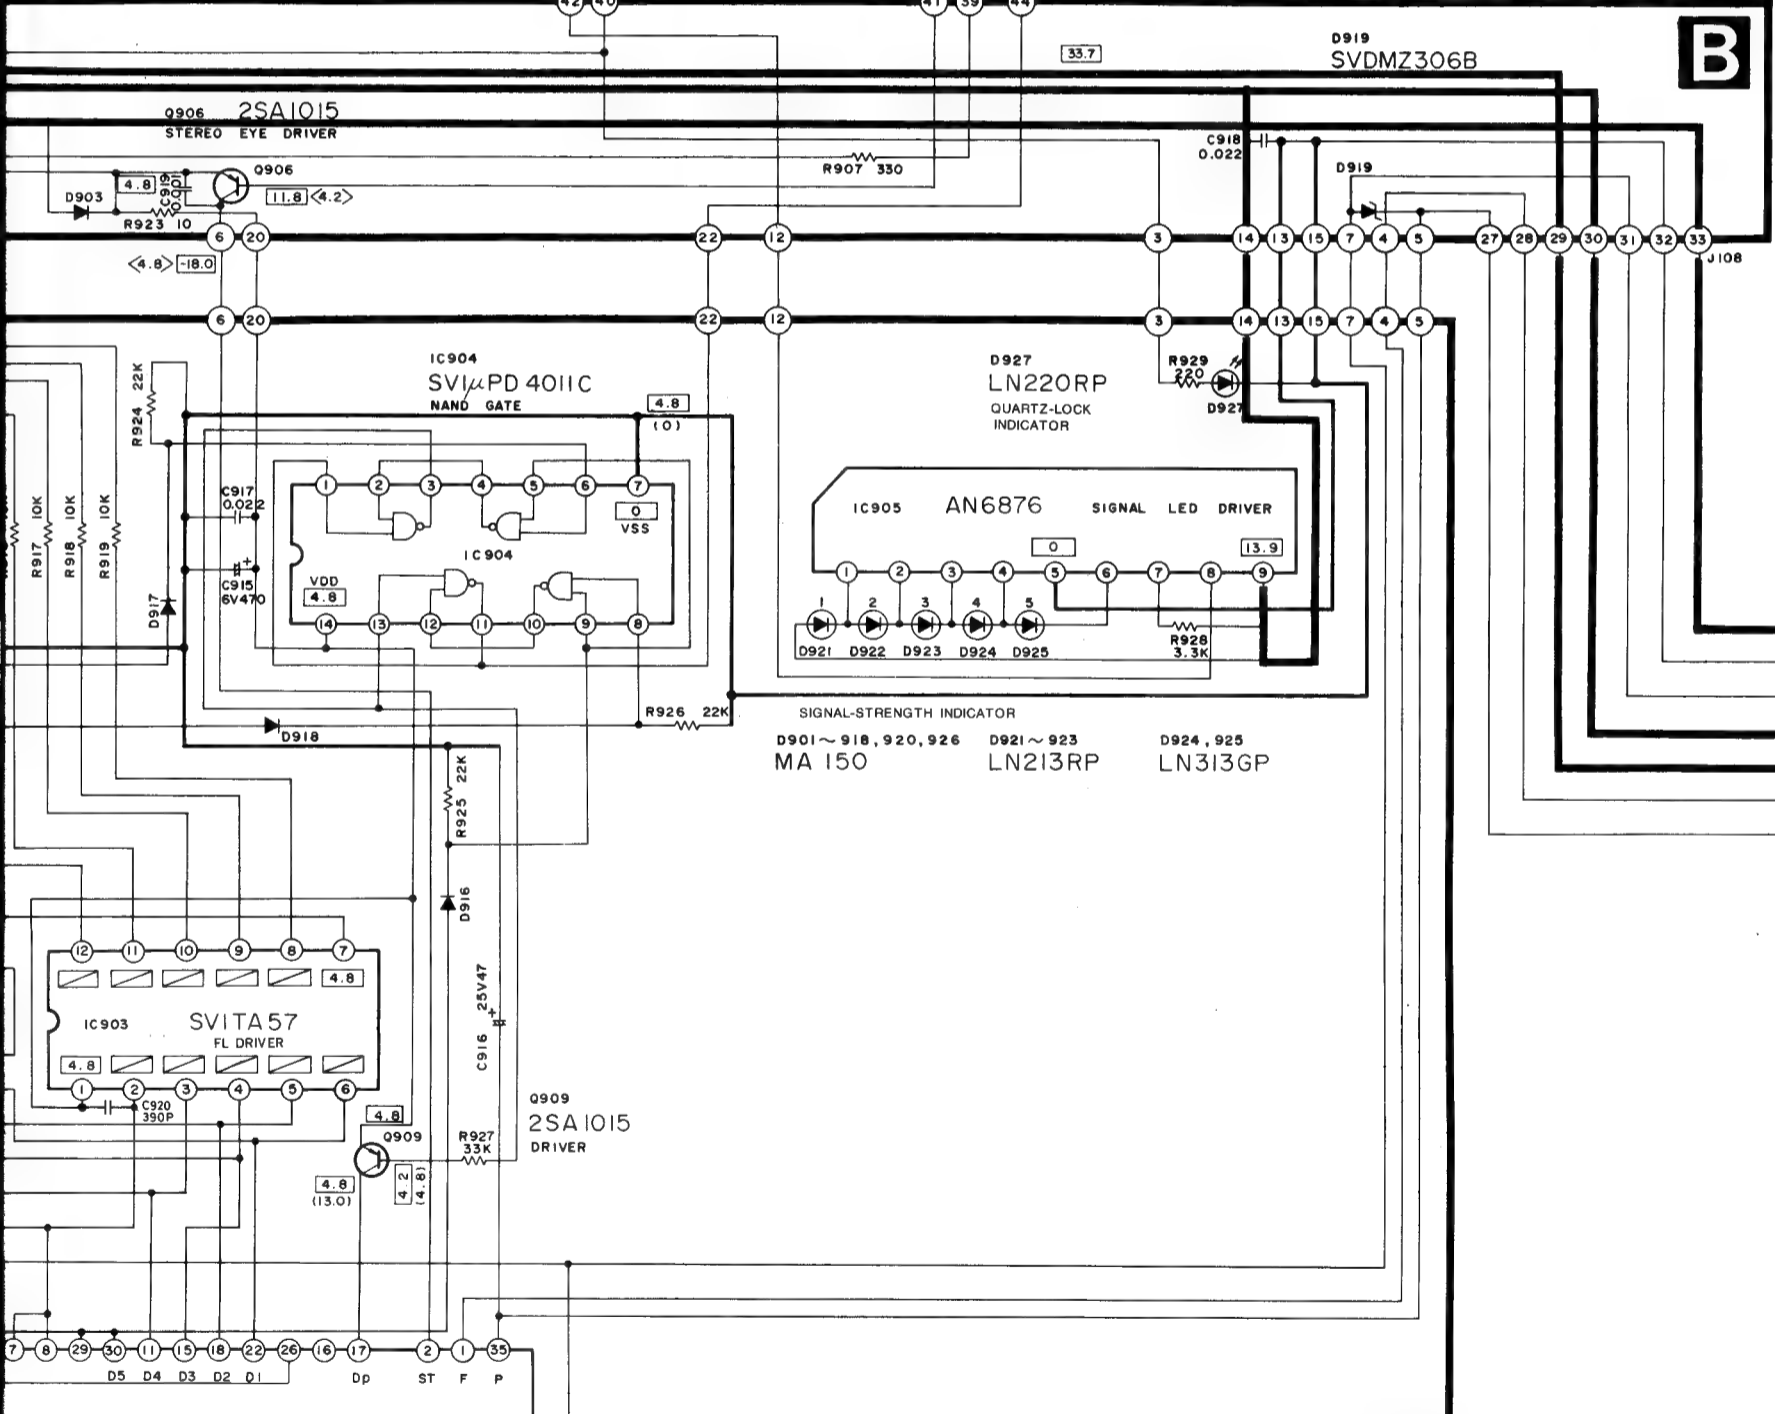 42 40 41 39 44
33.7
D919
SVDMZ306B
B
Q906 2SA1015
STEREO EYE DRIVER
C918
0.022
R907 330
D919
Q906
4.8
C919
0.001
D903
11.8 <4.2>
R923 10
6 20 22 12 3 14 13 15 7 4 5 27 28 29 30 31 32 33
J108
<4.8> -18.0
6 20 22 12 3 14 13 15 7 4 5
IC904
SVIμPD 4011C
NAND GATE
4.8
(0)
D927
LN220RP
QUARTZ-LOCK
INDICATOR
R929
220
D927
R924 22K
R917 10K
R918 10K
R919 10K
C917
0.022
1 2 3 4 5 6 7
0
VSS
IC904
VDD
4.8
C915
6V470
+
D917
14 13 12 11 10 9 8
IC905 AN6876 SIGNAL LED DRIVER
0
13.9
1 2 3 4 5 6 7 8 9
1 2 3 4 5
D921 D922 D923 D924 D925
R928
3.3K
R926 22K
D918
SIGNAL-STRENGTH INDICATOR
D901~918,920,926 D921~923 D924,925
MA 150 LN213RP LN313GP
R925 22K
D916
12 11 10 9 8 7
4.8
IC903 SVITA57
FL DRIVER
4.8
1 2 3 4 5 6
C920
390P
C916 25V47
+
4.8
Q909
R927
33K
Q909
2SA1015
DRIVER
4.8
(13.0)
4.2
(4.8)
7 8 29 30 11 15 18 22 26 16 17 2 1 35
D5 D4 D3 D2 D1 Dp ST F P